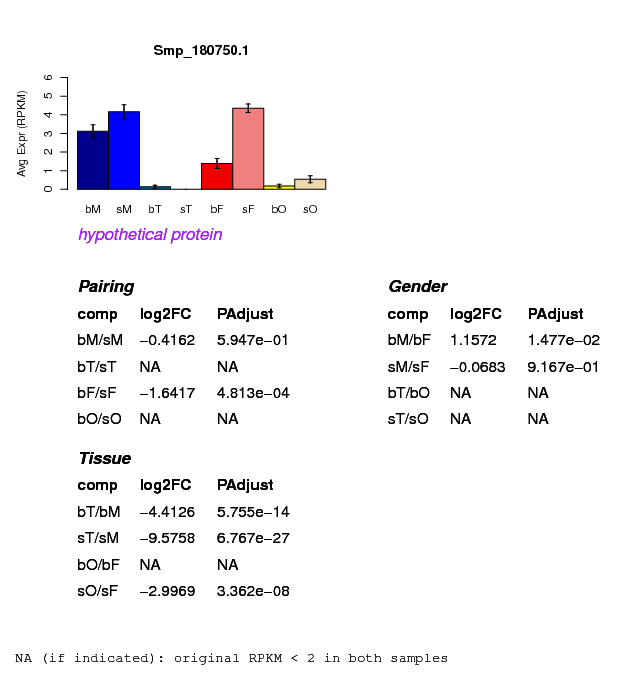 Smp_180750.1
Avg Expr (RPKM)
0 1 2 3 4 5 6
bM sM bT sT bF sF bO sO
hypothetical protein
Pairing
comp log2FC PAdjust
bM/sM −0.4162 5.947e−01
bT/sT NA NA
bF/sF −1.6417 4.813e−04
bO/sO NA NA
Gender
comp log2FC PAdjust
bM/bF 1.1572 1.477e−02
sM/sF −0.0683 9.167e−01
bT/bO NA NA
sT/sO NA NA
Tissue
comp log2FC PAdjust
bT/bM −4.4126 5.755e−14
sT/sM −9.5758 6.767e−27
bO/bF NA NA
sO/sF −2.9969 3.362e−08
NA (if indicated): original RPKM < 2 in both samples